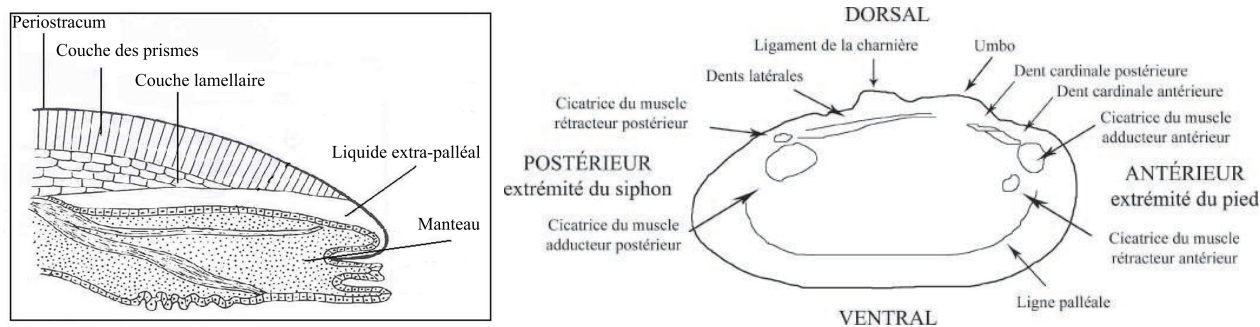 Periostracum
Couche des prismes
Couche lamellaire
Liquide extra-palléal
Manteau
DORSAL
Ligament de la charnière
Umbo
Dents latérales
Dent cardinale postérieure
Dent cardinale antérieure
Cicatrice du muscle
rétracteur postérieur
Cicatrice du muscle
adducteur antérieur
POSTÉRIEUR
extrémité du siphon
ANTÉRIEUR
extrémité du pied
Cicatrice du muscle
adducteur postérieur
Cicatrice du muscle
rétracteur antérieur
Ligne palléale
VENTRAL